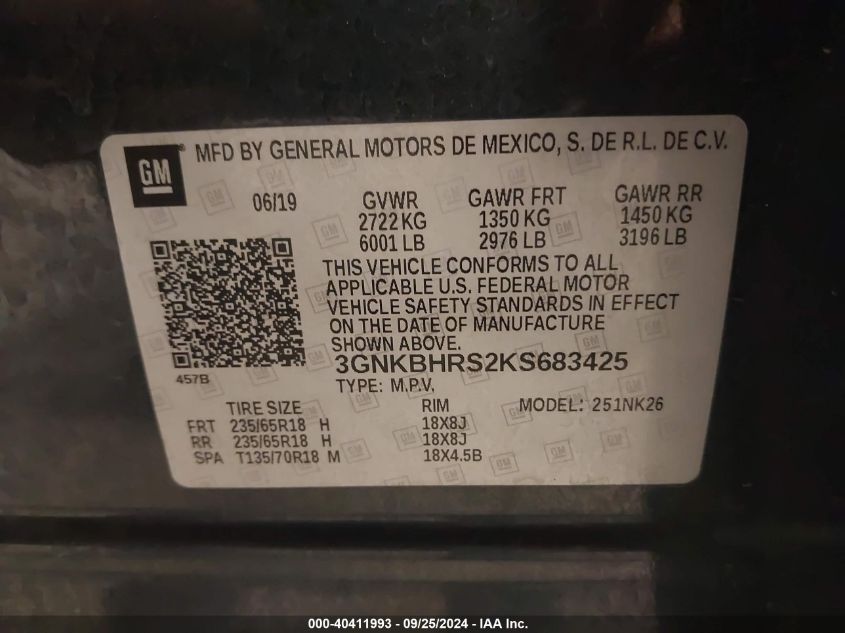 GM
MFD BY GENERAL MOTORS DE MEXICO, S. DE R.L. DE C.V.
06/19 GVWR GAWR FRT GAWR RR
2722 KG 1350 KG 1450 KG
6001 LB 2976 LB 3196 LB
THIS VEHICLE CONFORMS TO ALL
APPLICABLE U.S. FEDERAL MOTOR
VEHICLE SAFETY STANDARDS IN EFFECT
ON THE DATE OF MANUFACTURE
SHOWN ABOVE.
3GNKBHRS2KS683425
457B
TYPE: M.P.V.
TIRE SIZE RIM MODEL: 251NK26
FRT 235/65R18 H 18X8J
RR 235/65R18 H 18X8J
SPA T135/70R18 M 18X4.5B
000-40411993 - 09/25/2024 - IAA Inc.